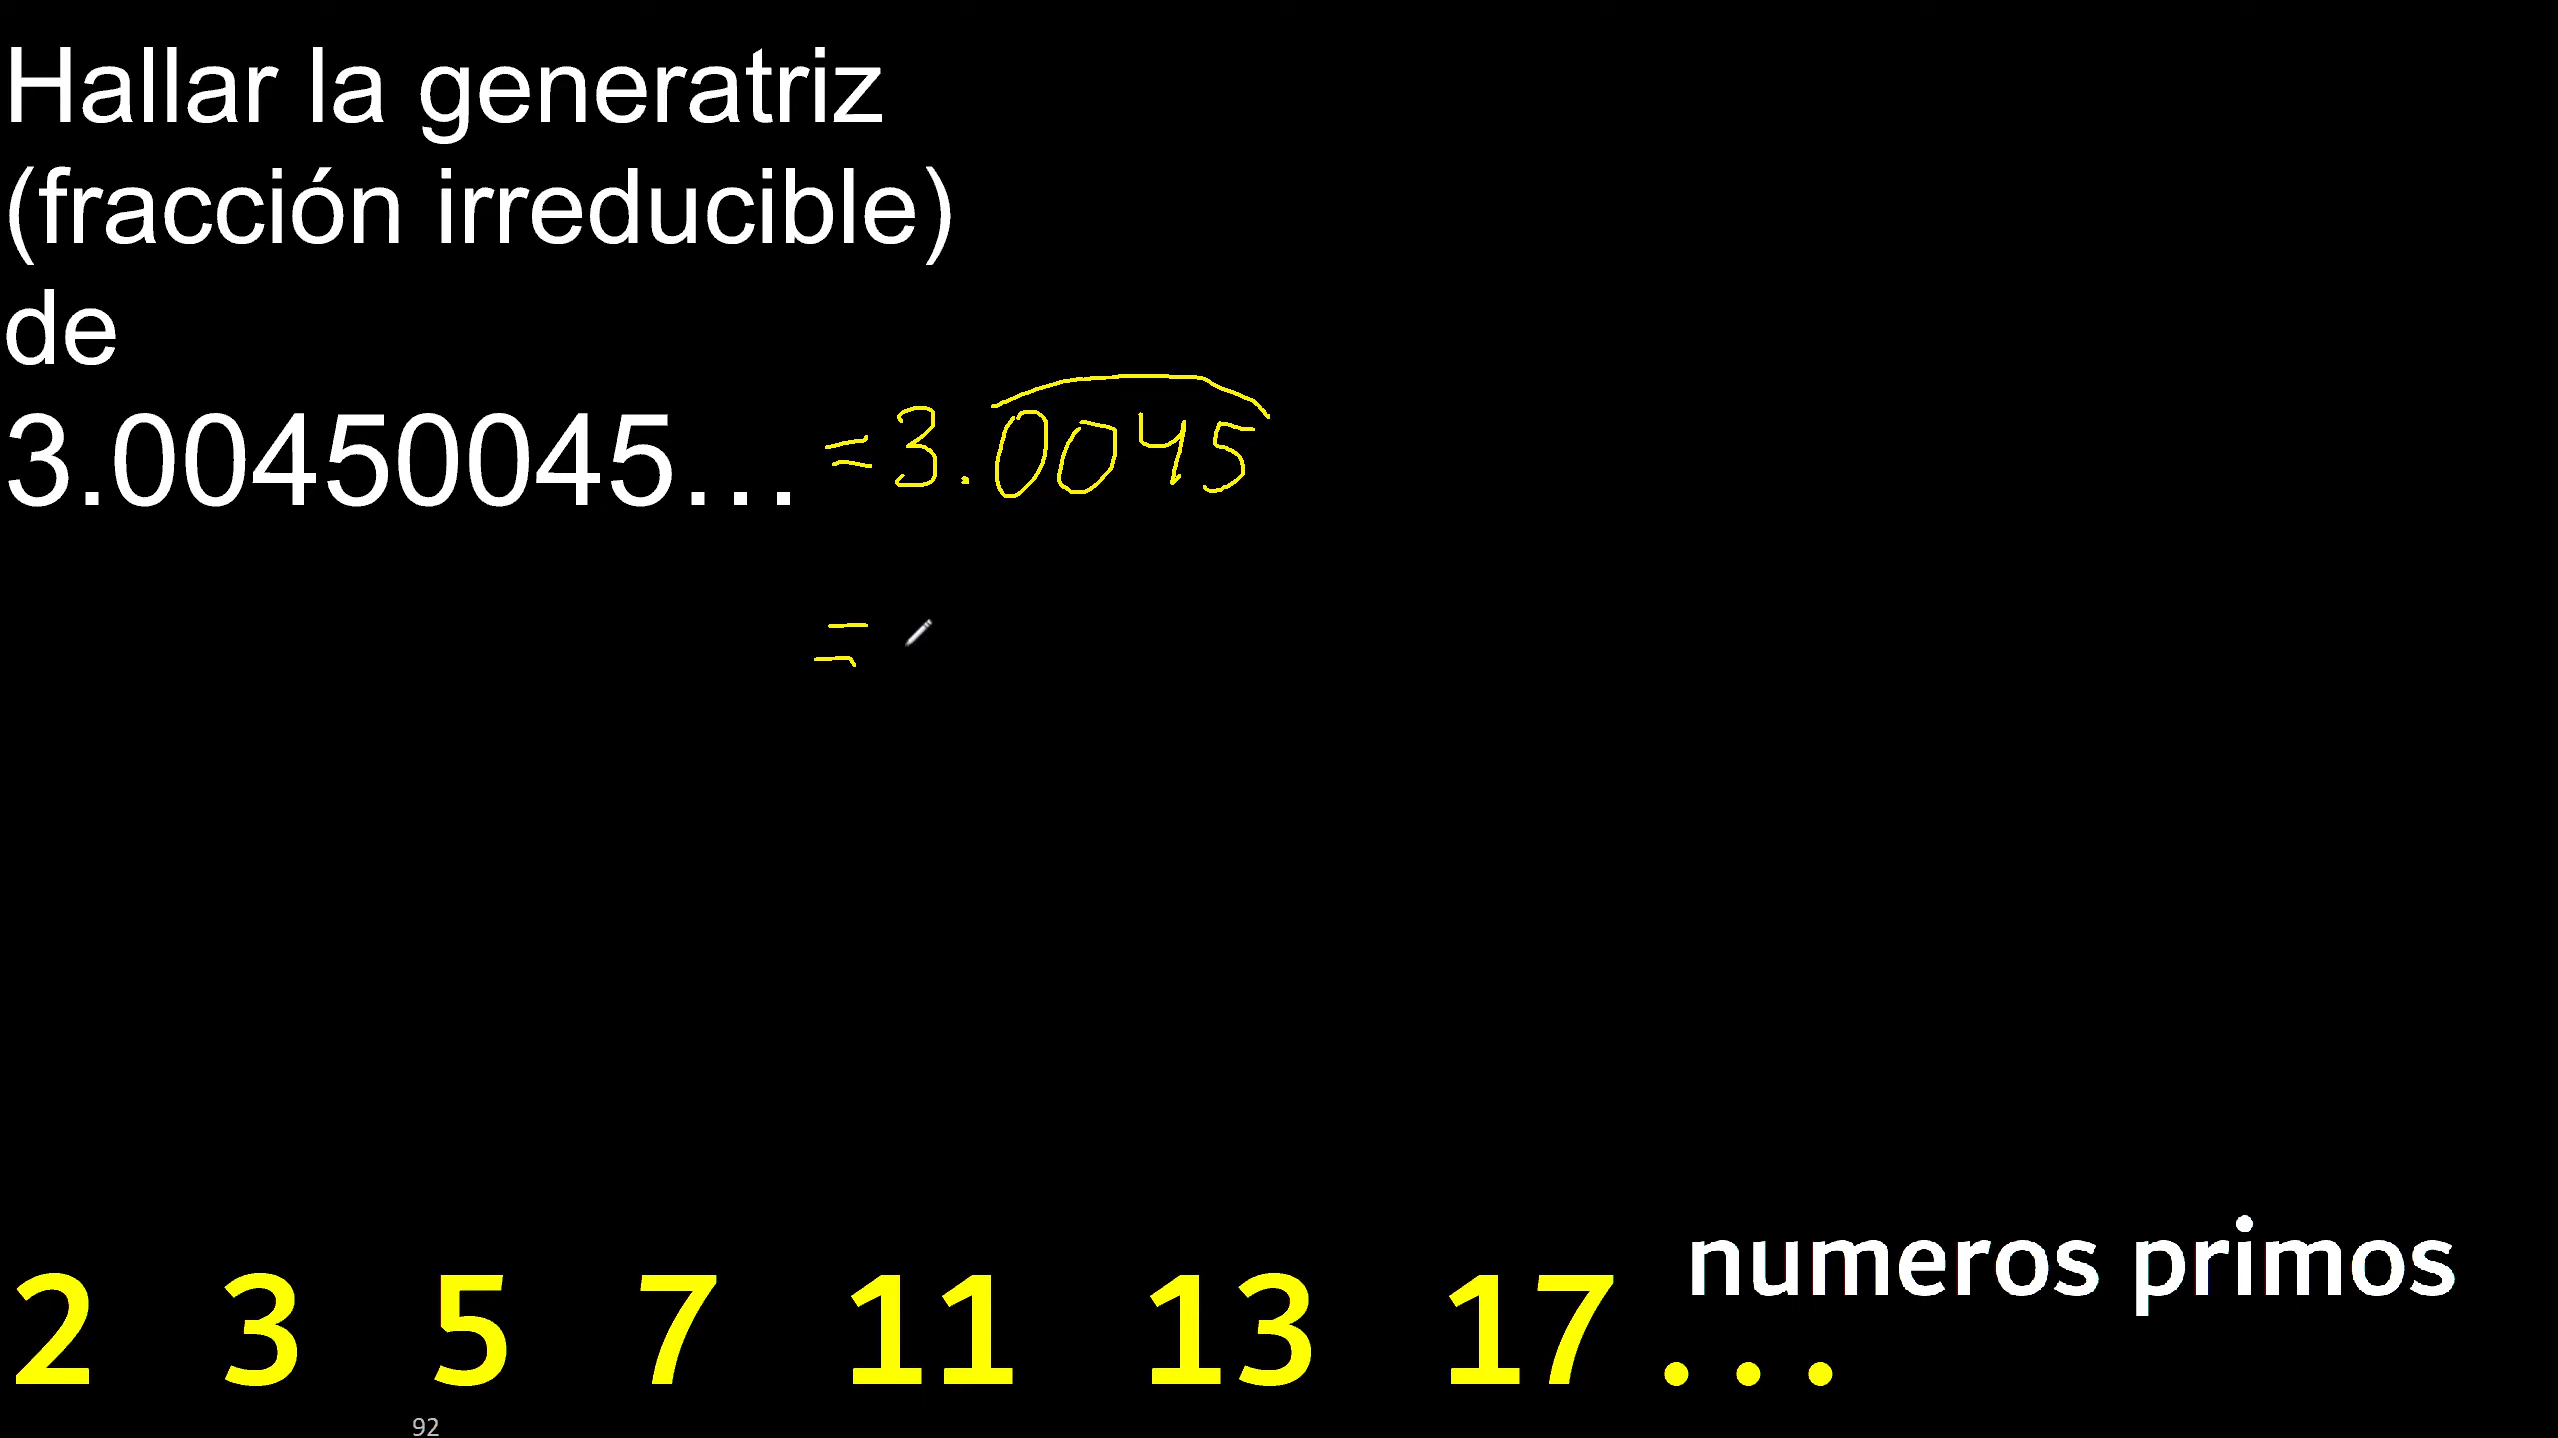 Hallar la generatriz
(fracción irreducible)
de
3.00450045... = 3.0045
=
numeros primos
2 3 5 7 11 13 17...
92